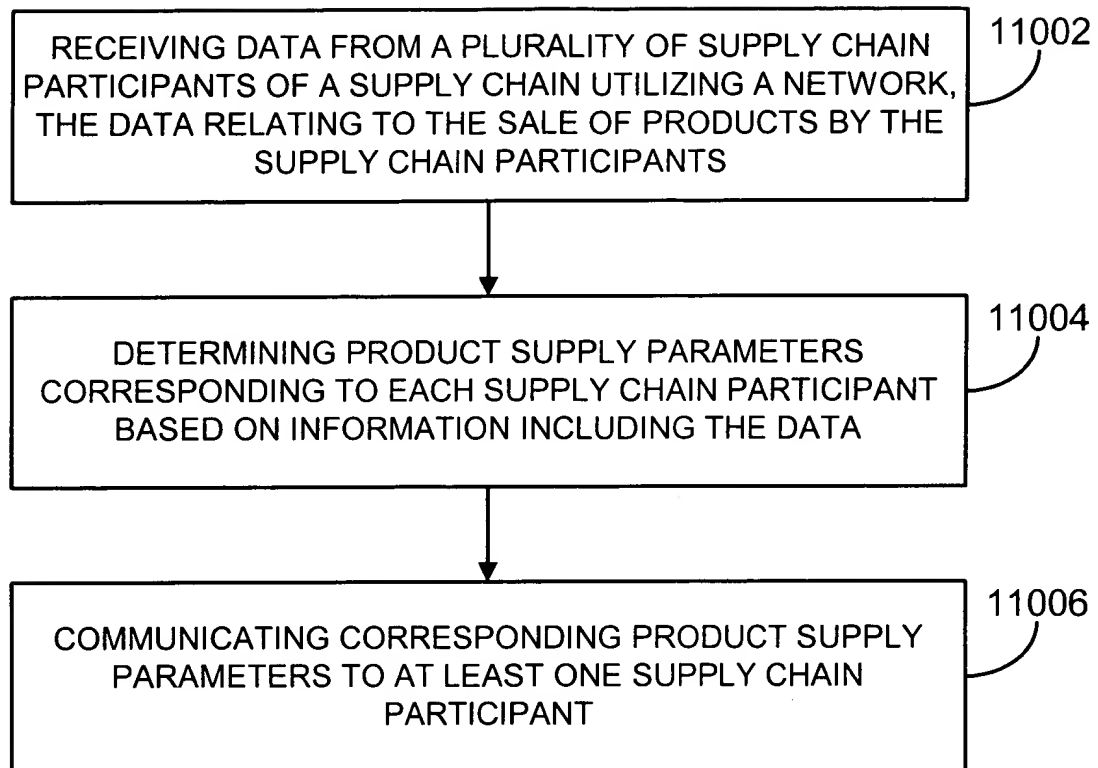 RECEIVING DATA FROM A PLURALITY OF SUPPLY CHAIN
PARTICIPANTS OF A SUPPLY CHAIN UTILIZING A NETWORK,
THE DATA RELATING TO THE SALE OF PRODUCTS BY THE
SUPPLY CHAIN PARTICIPANTS
11002
DETERMINING PRODUCT SUPPLY PARAMETERS
CORRESPONDING TO EACH SUPPLY CHAIN PARTICIPANT
BASED ON INFORMATION INCLUDING THE DATA
11004
COMMUNICATING CORRESPONDING PRODUCT SUPPLY
PARAMETERS TO AT LEAST ONE SUPPLY CHAIN
PARTICIPANT
11006